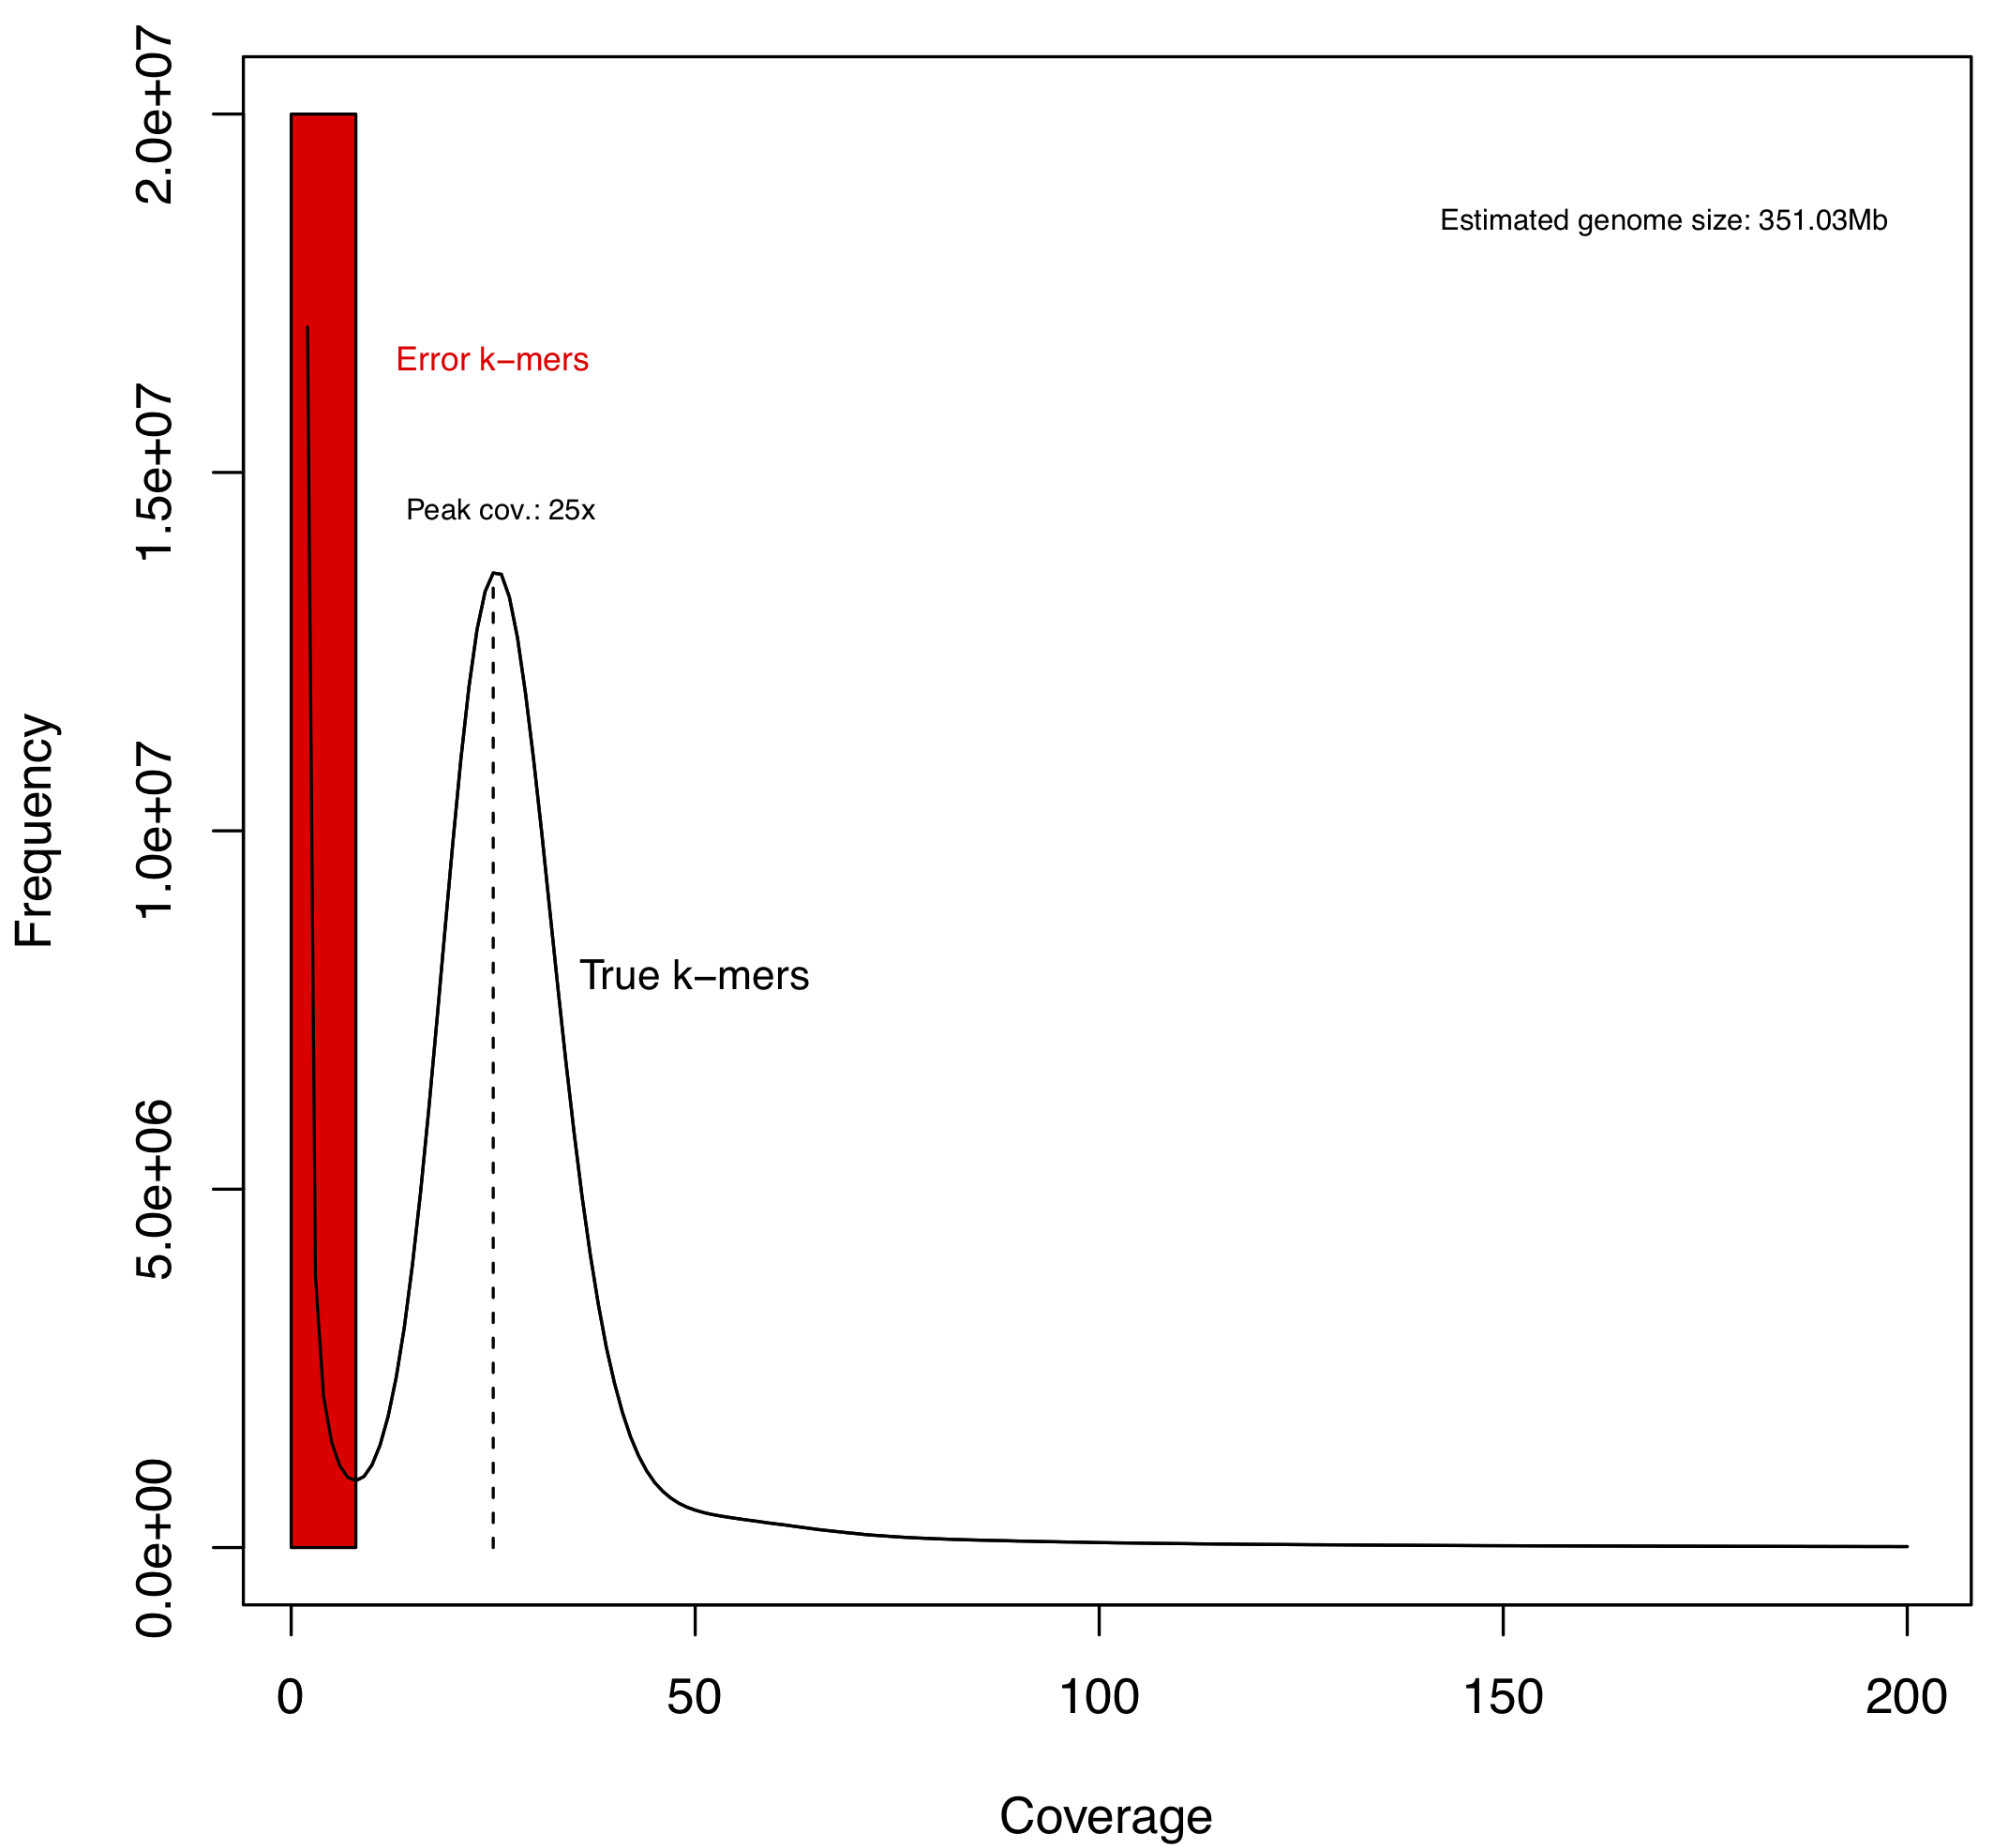 2.0e+07
Estimated genome size: 351.03Mb
Error k−mers
1.5e+07
Peak cov.: 25x
1.0e+07
Frequency
True k−mers
5.0e+06
0.0e+00
0 50 100 150 200
Coverage